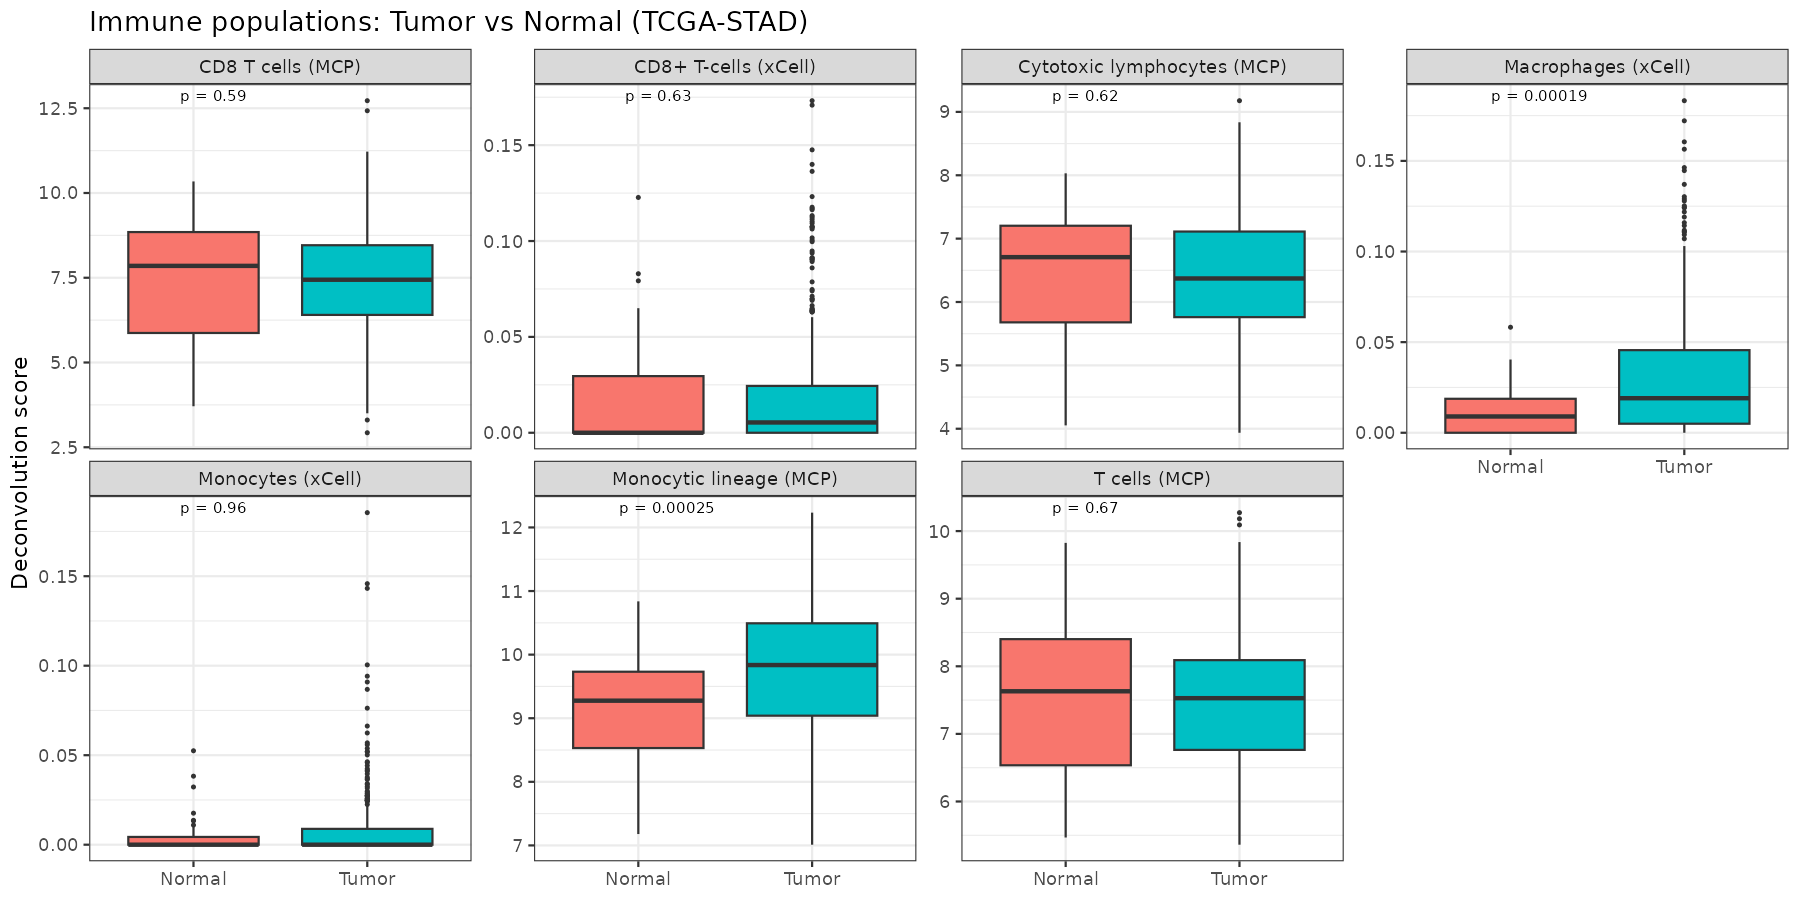 Immune populations: Tumor vs Normal (TCGA-STAD)
Deconvolution score
CD8 T cells (MCP)
p = 0.59
12.5
10.0
7.5
5.0
2.5
CD8+ T-cells (xCell)
p = 0.63
0.15
0.10
0.05
0.00
Cytotoxic lymphocytes (MCP)
p = 0.62
9
8
7
6
5
4
Macrophages (xCell)
p = 0.00019
0.15
0.10
0.05
0.00
Normal Tumor
Monocytes (xCell)
p = 0.96
0.15
0.10
0.05
0.00
Normal Tumor
Monocytic lineage (MCP)
p = 0.00025
12
11
10
9
8
7
Normal Tumor
T cells (MCP)
p = 0.67
10
9
8
7
6
Normal Tumor